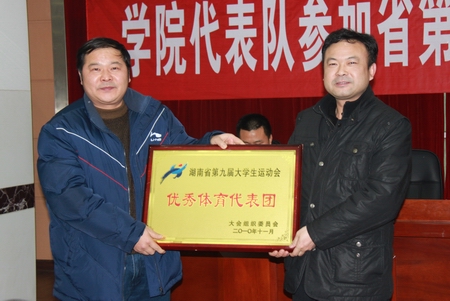 学院代表队参加省第
湖南省第九届大学生运动会
优秀体育代表团
大会组织委员会
二〇一〇年十一月